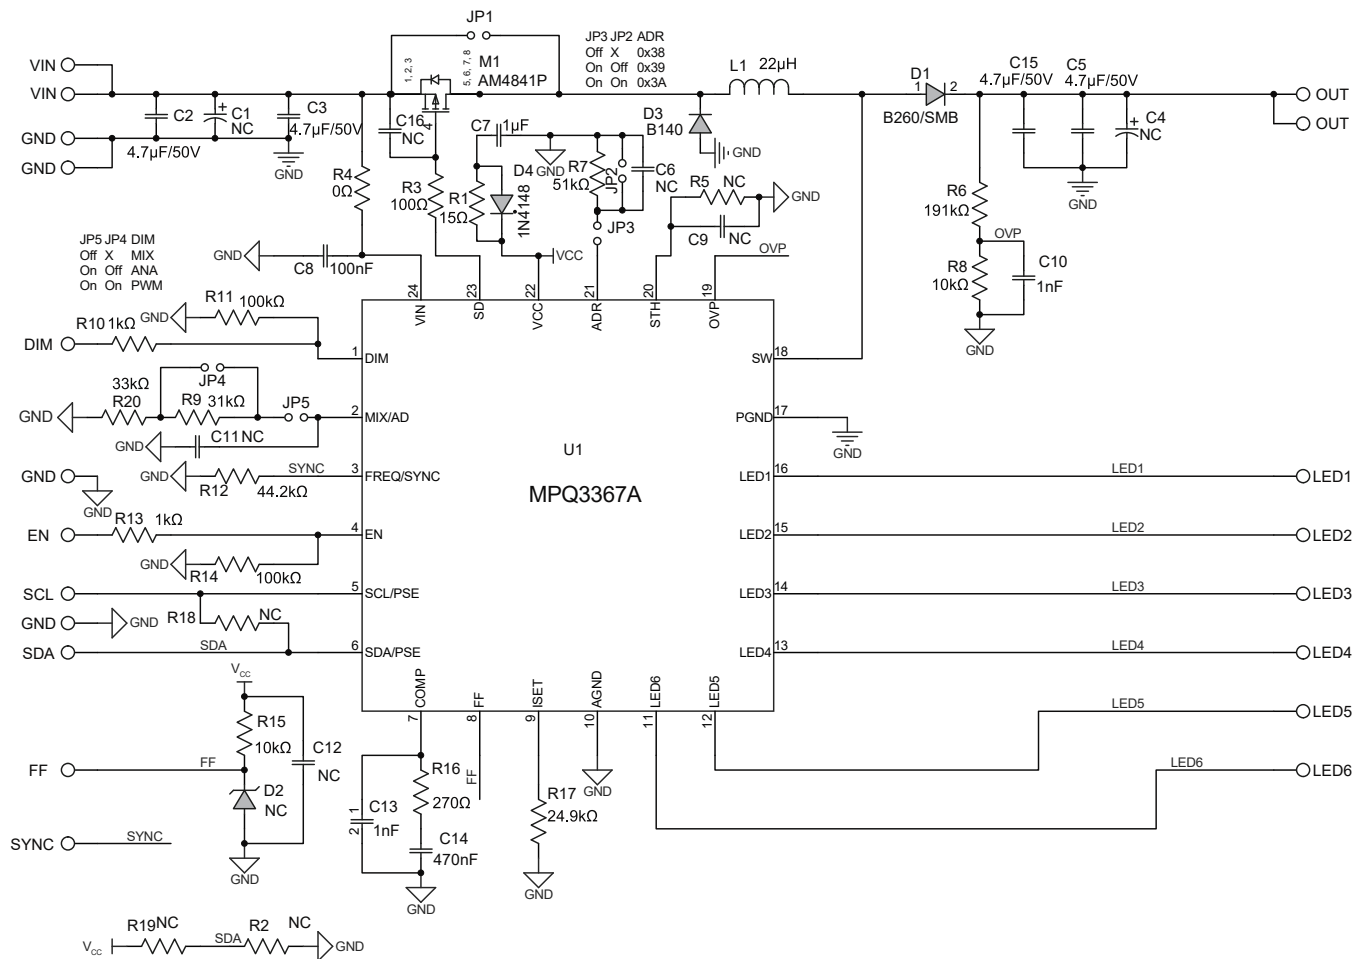 JP1
JP3 JP2 ADR
Off X 0x38
On Off 0x39
On On 0x3A
VIN
VIN
GND
GND
C2
4.7µF/50V
C1
NC
C3
4.7µF/50V
GND
1, 2, 3
5, 6, 7, 8
4
M1
AM4841P
C16
NC
R4
0Ω
R3
100Ω
C7
1µF
R1
15Ω
D4
1N4148
GND
R7
51kΩ
JP2
C6
NC
JP3
VCC
D3
B140
GND
L1 22µH
R5 NC
GND
C9 NC
OVP
D1
1 2
B260/SMB
C15
4.7µF/50V
C5
4.7µF/50V
C4
NC
GND
OUT
OUT
R6
191kΩ
OVP
R8
10kΩ
C10
1nF
GND
JP5 JP4 DIM
Off X MIX
On Off ANA
On On PWM
GND
C8 100nF
24 23 22 21 20 19
VIN SD VCC ADR STH OVP
R11
100kΩ
GND
R10 1kΩ
DIM
1 DIM
33kΩ
R20
JP4
R9 31kΩ
JP5
GND
2 MIX/AD
GND
C11 NC
GND
GND
GND
R12 44.2kΩ
SYNC
3 FREQ/SYNC
R13 1kΩ
EN
4 EN
GND
R14 100kΩ
SCL
5 SCL/PSE
GND
GND
R18 NC
SDA
SDA
6 SDA/PSE
U1
MPQ3367A
SW 18
PGND 17
GND
LED1 16 LED1 LED1
LED2 15 LED2 LED2
LED3 14 LED3 LED3
LED4 13 LED4 LED4
COMP FF ISET AGND LED6 LED5
7 8 9 10 11 12
LED5 LED5
LED6 LED6
VCC
R15
10kΩ
C12
NC
FF
FF
D2
NC
GND
SYNC
SYNC
C13
1nF
1
2
R16
270Ω
C14
470nF
GND
FF
R17
24.9kΩ
GND
GND
VCC
R19 NC
SDA
R2 NC
GND